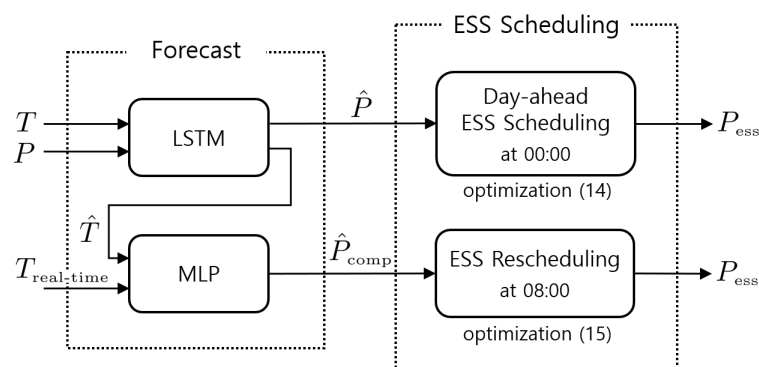 ESS Scheduling
Forecast
T
P
LSTM
P̂
Day-ahead
ESS Scheduling
at 00:00
P_ess
optimization (14)
T̂
T_real-time
MLP
P̂_comp
ESS Rescheduling
at 08:00
P_ess
optimization (15)